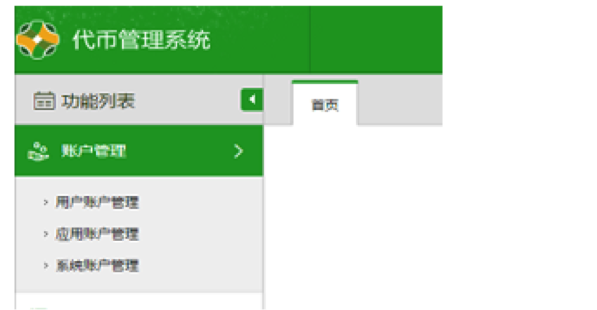 代币管理系统
功能列表
首页
账户管理
用户账户管理
应用账户管理
系统账户管理